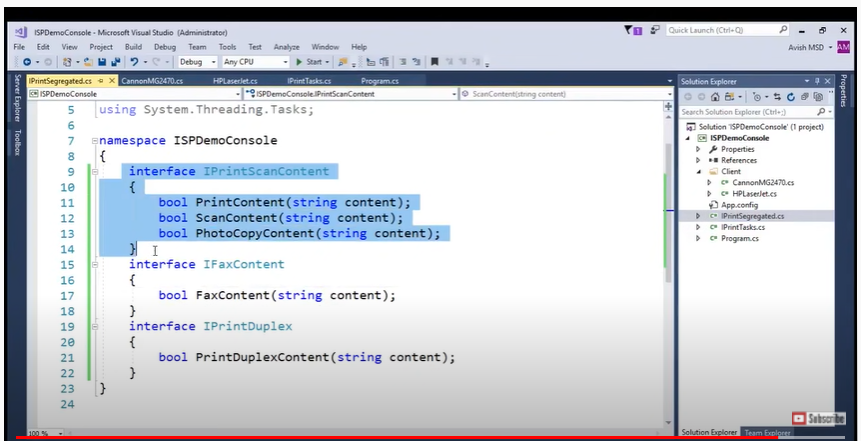 ISPDemoConsole - Microsoft Visual Studio (Administrator)
1
Quick Launch (Ctrl+Q)
File Edit View Project Build Debug Team Tools Test Analyze Window Help
Avish MSD AM
Debug Any CPU Start
IPrintSegregated.cs CannonMG2470.cs HPLaserJet.cs IPrintTasks.cs Program.cs
ISPDemoConsole ISPDemoConsole.IPrintScanContent ScanContent(string content)
Server Explorer
Toolbox
5 using System.Threading.Tasks;
6
7 namespace ISPDemoConsole
8 {
9 interface IPrintScanContent
10 {
11 bool PrintContent(string content);
12 bool ScanContent(string content);
13 bool PhotoCopyContent(string content);
14 }
15 interface IFaxContent
16 {
17 bool FaxContent(string content);
18 }
19 interface IPrintDuplex
20 {
21 bool PrintDuplexContent(string content);
22 }
23 }
24
100 %
Solution Explorer
Search Solution Explorer (Ctrl+;)
Solution 'ISPDemoConsole' (1 project)
C# ISPDemoConsole
Properties
References
Client
C# CannonMG2470.cs
C# HPLaserJet.cs
App.config
C# IPrintSegregated.cs
C# IPrintTasks.cs
C# Program.cs
Subscribe
Solution Explorer Team Explorer
Properties